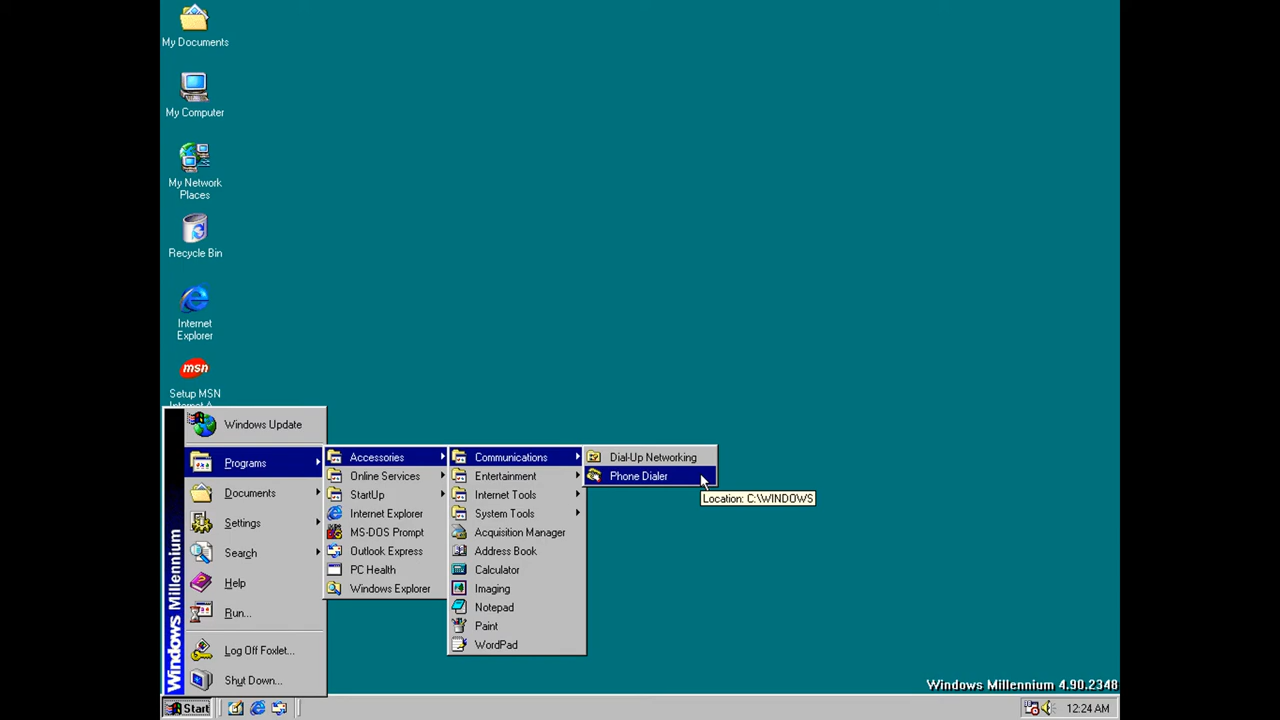 My Documents
My Computer
My Network
Places
Recycle Bin
Internet
Explorer
msn
Setup MSN
Windows Update
Programs
Documents
Settings
Search
Help
Run...
Log Off Foxlet...
Shut Down...
Windows Millennium
Accessories
Online Services
StartUp
Internet Explorer
MS-DOS Prompt
Outlook Express
PC Health
Windows Explorer
Communications
Entertainment
Internet Tools
System Tools
Acquisition Manager
Address Book
Calculator
Imaging
Notepad
Paint
WordPad
Dial-Up Networking
Phone Dialer
Location: C:\WINDOWS
Windows Millennium 4.90.2348
Start
12:24 AM